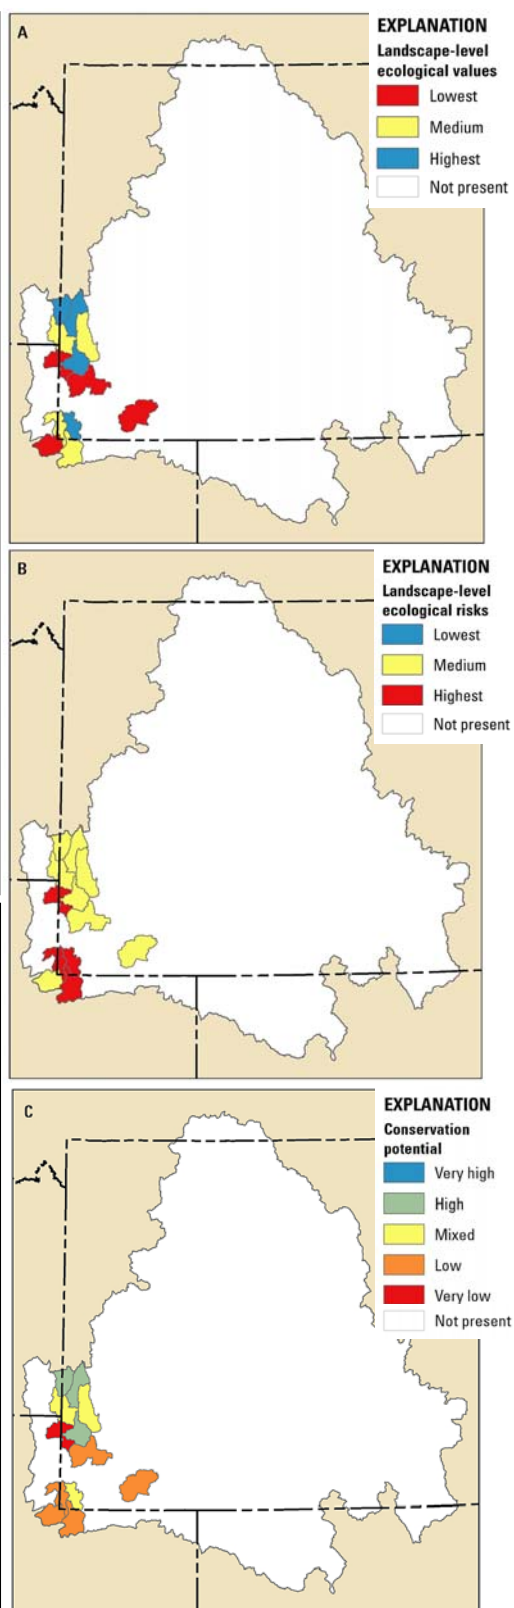 A
EXPLANATION
Landscape-level
ecological values
Lowest
Medium
Highest
Not present
B
EXPLANATION
Landscape-level
ecological risks
Lowest
Medium
Highest
Not present
C
EXPLANATION
Conservation
potential
Very high
High
Mixed
Low
Very low
Not present